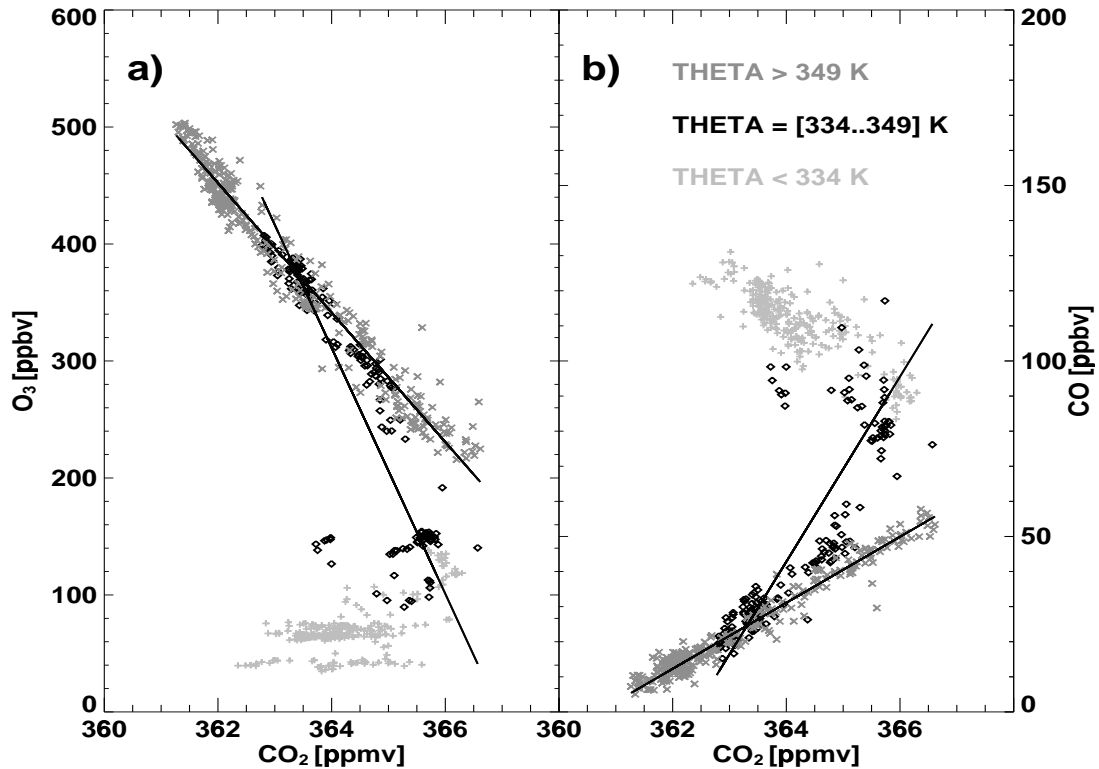 a)
b)
THETA > 349 K
THETA = [334..349] K
THETA < 334 K
O3 [ppbv]
600
500
400
300
200
100
0
360
362
364
366
360
362
364
366
CO2 [ppmv]
CO2 [ppmv]
200
150
100
50
0
CO [ppbv]